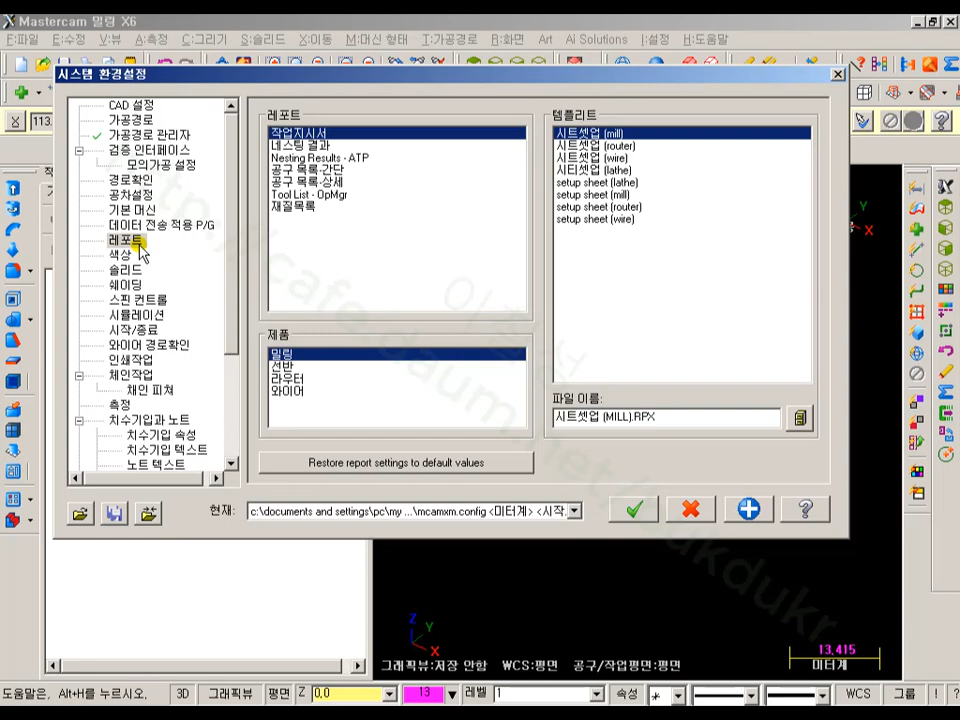 Mastercam 밀링 X6
F:파일 E:수정 V:뷰 A:측정 C:그리기 S:솔리드 X:이동 M:머신 형태 T:가공경로 R:화면 Art Ai Solutions I:설정 H:도움말
시스템 환경설정
113.
CAD 설정
가공경로
가공경로 관리자
검증 인터페이스
모의가공 설정
경로확인
공차설정
기본 머신
데이터 전송 적용 P/G
레포트
색상
솔리드
쉐이딩
스핀 컨트롤
시뮬레이션
시작/종료
와이어 경로확인
인쇄작업
체인작업
채인 피쳐
측정
치수기입과 노트
치수기입 속성
치수기입 텍스트
노트 텍스트
레포트
작업지시서
네스팅 결과
Nesting Results - ATP
공구 목록-간단
공구 목록-상세
Tool List - OpMgr
재질목록
제품
밀링
선반
라우터
와이어
Restore report settings to default values
템플리트
시트셋업 (mill)
시트셋업 (router)
시트셋업 (wire)
시티셋업 (lathe)
setup sheet (lathe)
setup sheet (mill)
setup sheet (router)
setup sheet (wire)
파일 이름:
시트셋업 (MILL).RPX
현재:
c:\documents and settings\pc\my ...\mcamxm.config <미터계> <시작.
Y
X
Z
Y
X
그래픽뷰:저장 안함 WCS:평면 공구/작업평면:평면
13.415
미터계
도움말은, Alt+H를 누르시오.
3D
그래픽뷰
평면
Z
0.0
13
레벨
1
속성
WCS
그룹
!
?